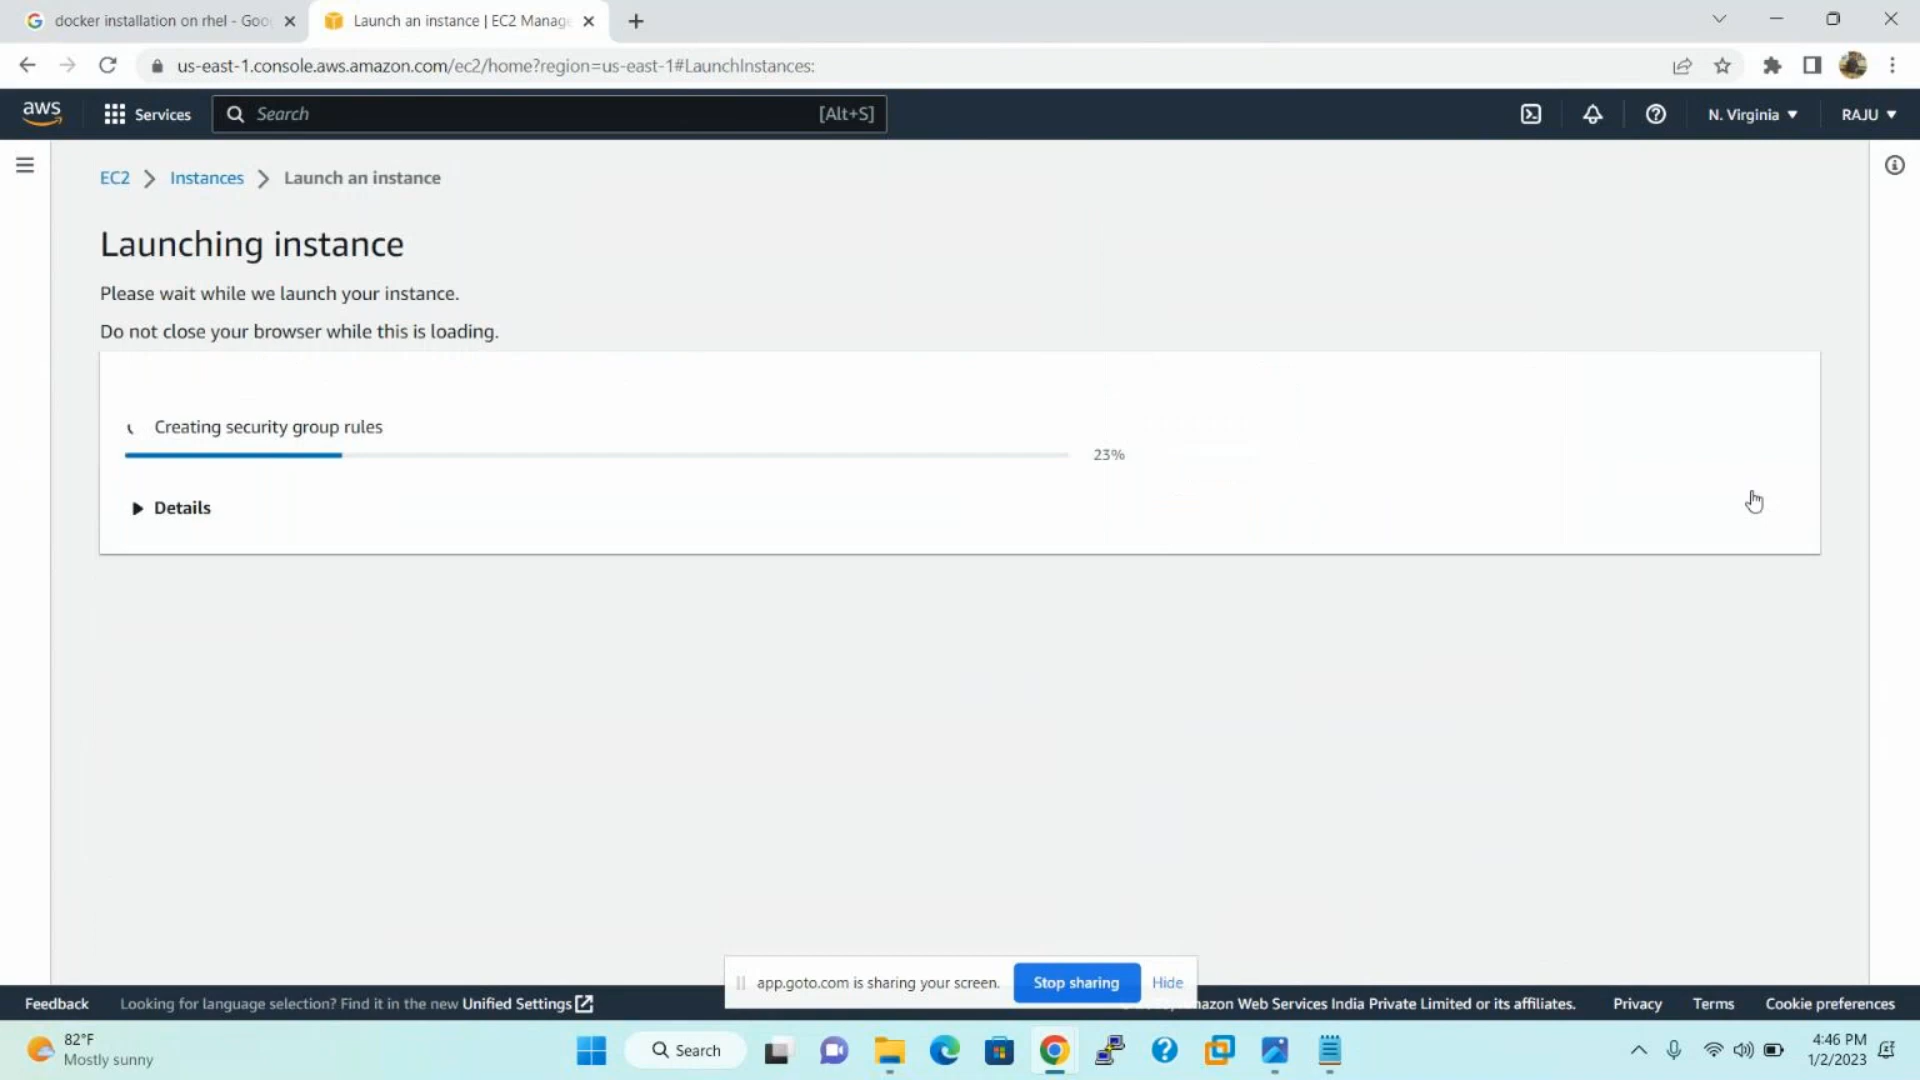 docker installation on rhel - Goo
Launch an instance | EC2 Manage
us-east-1.console.aws.amazon.com/ec2/home?region=us-east-1#LaunchInstances:
aws
Services
Search
[Alt+S]
N. Virginia
RAJU
EC2
Instances
Launch an instance
Launching instance
Please wait while we launch your instance.
Do not close your browser while this is loading.
Creating security group rules
23%
Details
app.goto.com is sharing your screen.
Stop sharing
Hide
Feedback
Looking for language selection? Find it in the new Unified Settings
Web Services India Private Limited or its affiliates.
Privacy
Terms
Cookie preferences
82°F
Mostly sunny
Search
4:46 PM
1/2/2023